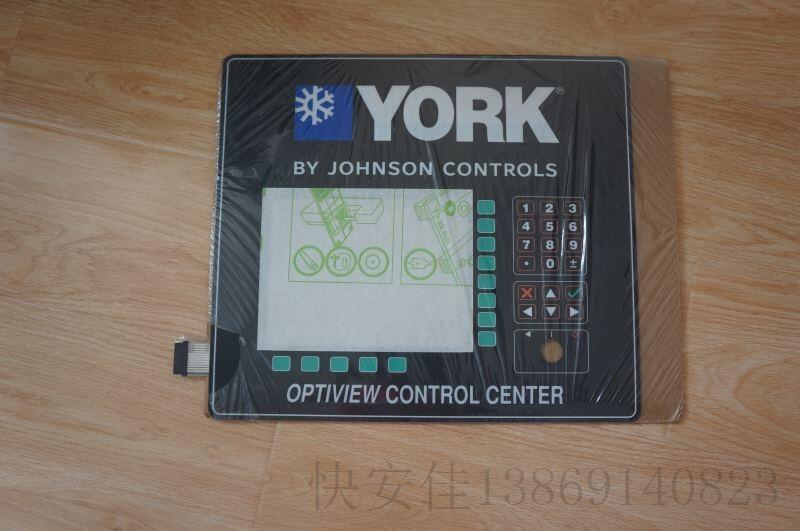 YORK®
BY JOHNSON CONTROLS
1 2 3
4 5 6
7 8 9
. 0 ±
OPTIVIEW CONTROL CENTER
快安佳13869140823